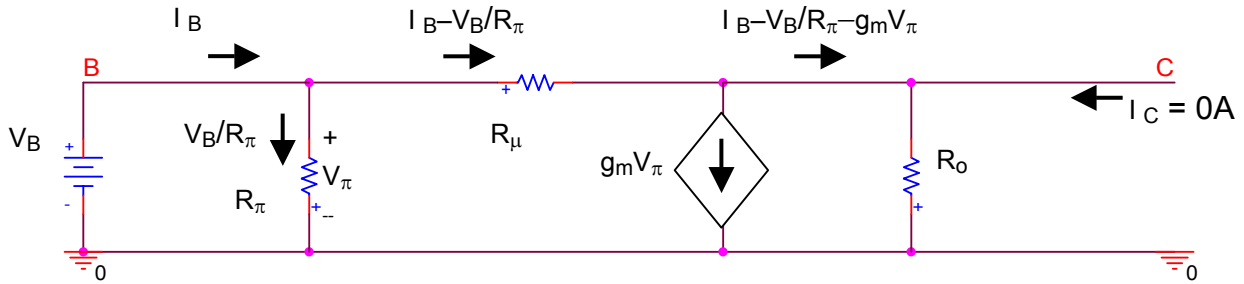 I B
I B–VB/Rπ
I B–VB/Rπ–gmVπ
B
C
I C = 0A
VB
+
-
VB/Rπ
+
Vπ
Rπ
+
--
+
Rμ
gmVπ
Ro
+
0
0